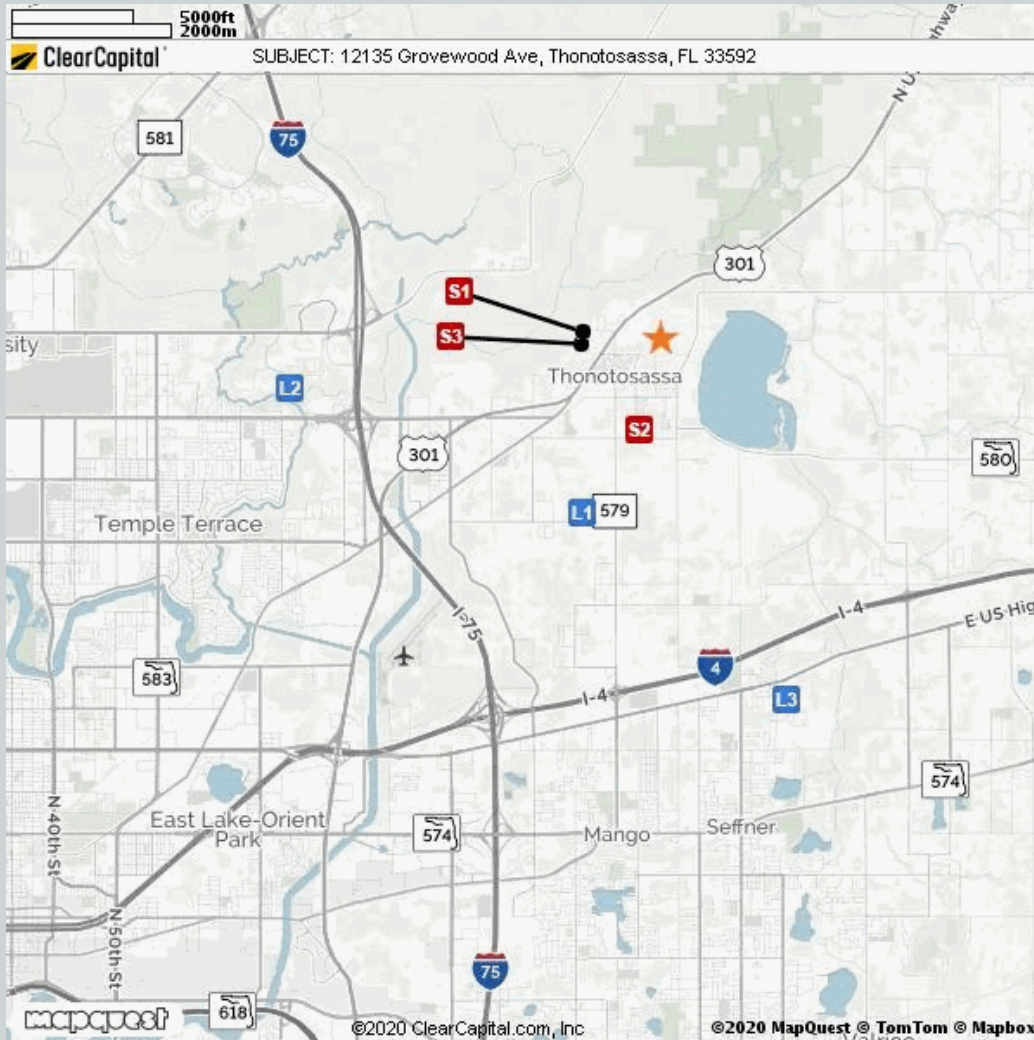 5000ft
2000m
ClearCapital
SUBJECT: 12135 Grovewood Ave, Thonotosassa, FL 33592
581
75
301
S1
S3
sity
L2
Thonotosassa
S2
301
580
L1
579
Temple Terrace
I-75
I-4
E US Hig
583
4
I-4
L3
574
N 40th St
East Lake-Orient
Park
574
Mango
Seffner
N 50th St
75
618
mapquest
©2020 ClearCapital.com, Inc
©2020 MapQuest © TomTom © Mapbox